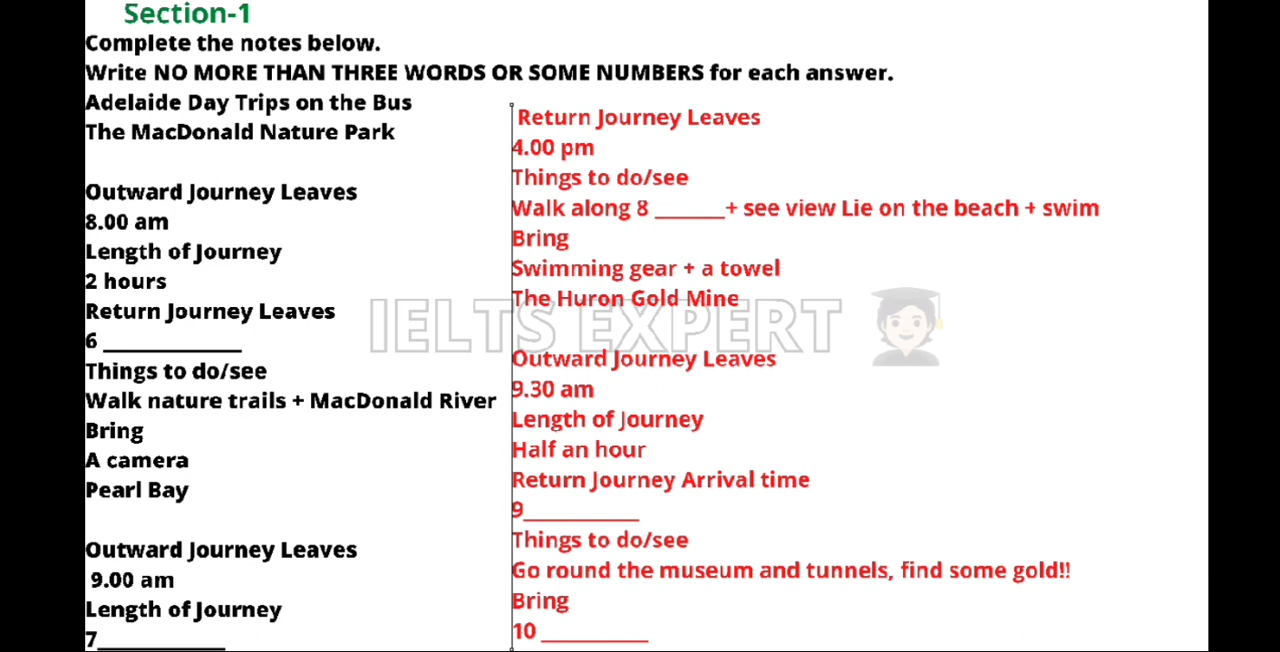 Section-1
Complete the notes below.
Write NO MORE THAN THREE WORDS OR SOME NUMBERS for each answer.
Adelaide Day Trips on the Bus
The MacDonald Nature Park
Outward Journey Leaves
8.00 am
Length of Journey
2 hours
Return Journey Leaves
6 ____________
Things to do/see
Walk nature trails + MacDonald River
Bring
A camera
Pearl Bay
Outward Journey Leaves
9.00 am
Length of Journey
7____________
Return Journey Leaves
4.00 pm
Things to do/see
Walk along 8 ______+ see view Lie on the beach + swim
Bring
Swimming gear + a towel
The Huron Gold Mine
Outward Journey Leaves
9.30 am
Length of Journey
Half an hour
Return Journey Arrival time
9__________
Things to do/see
Go round the museum and tunnels, find some gold!!
Bring
10 __________
IELTS EXPERT